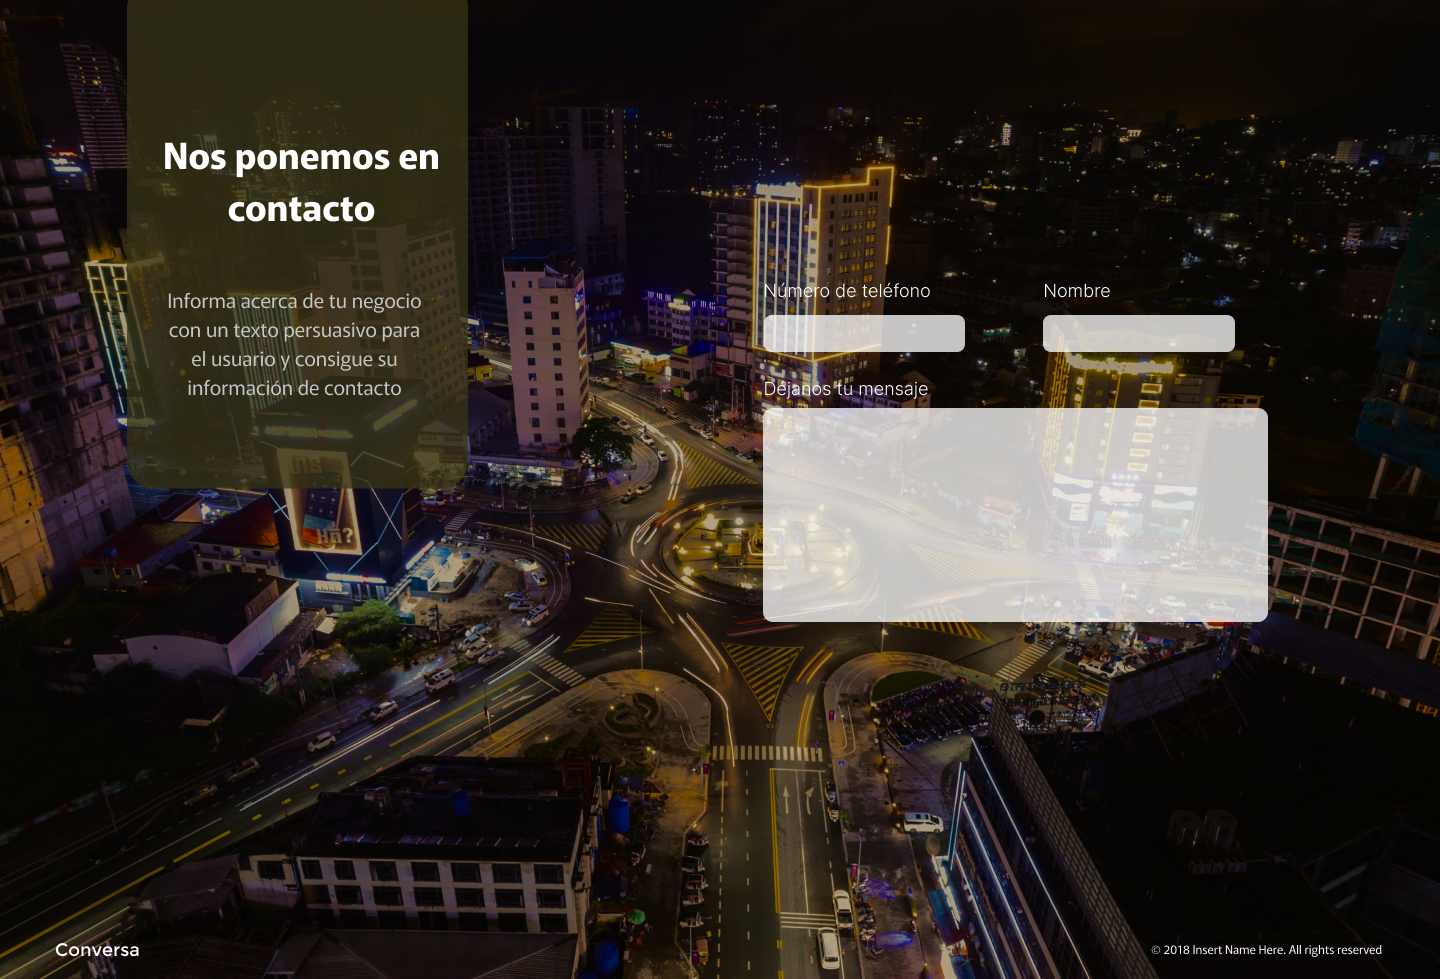 Nos ponemos en
contacto
Informa acerca de tu negocio
con un texto persuasivo para
el usuario y consigue su
información de contacto
Número de teléfono
Nombre
Déjanos tu mensaje
Conversa
© 2018 Insert Name Here. All rights reserved